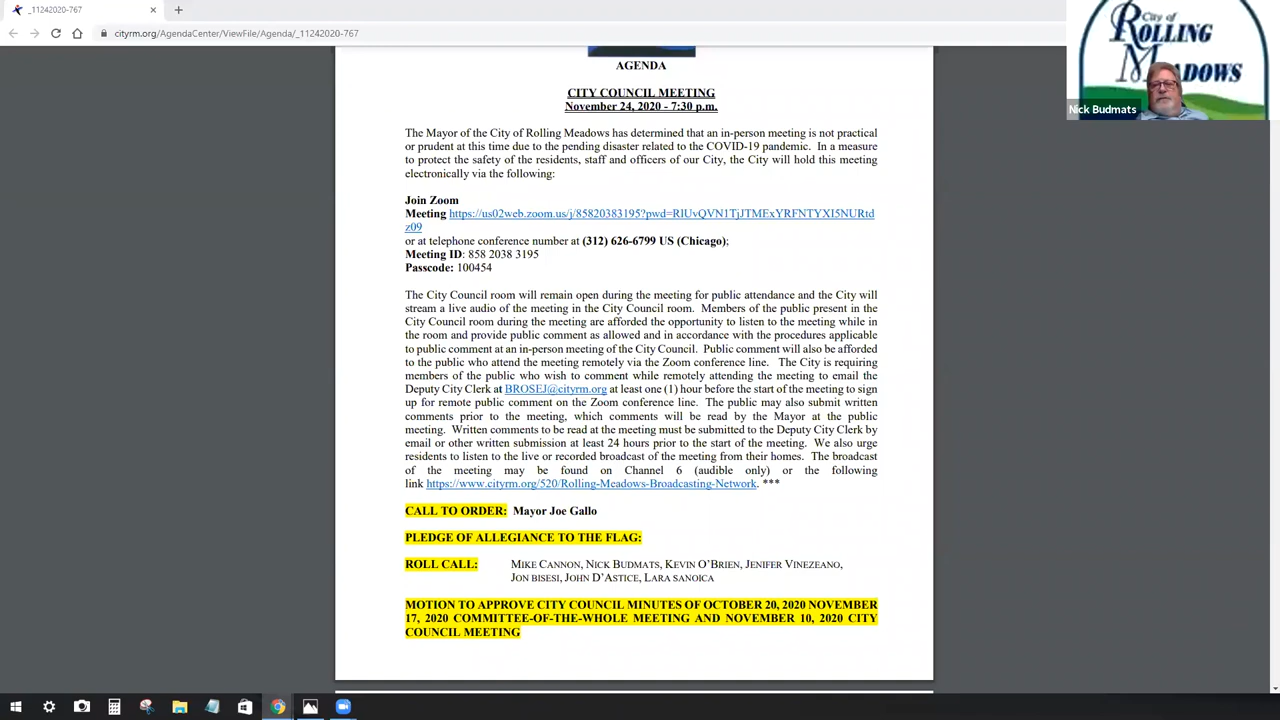 _11242020-767
cityrm.org/AgendaCenter/ViewFile/Agenda/_11242020-767
City of
ROLLING
MEADOWS
Nick Budmats
AGENDA
CITY COUNCIL MEETING
November 24, 2020 - 7:30 p.m.
The Mayor of the City of Rolling Meadows has determined that an in-person meeting is not practical
or prudent at this time due to the pending disaster related to the COVID-19 pandemic. In a measure
to protect the safety of the residents, staff and officers of our City, the City will hold this meeting
electronically via the following:
Join Zoom
Meeting https://us02web.zoom.us/j/85820383195?pwd=RlUvQVN1TjJTMExYRFNTYXI5NURtd
z09
or at telephone conference number at (312) 626-6799 US (Chicago);
Meeting ID: 858 2038 3195
Passcode: 100454
The City Council room will remain open during the meeting for public attendance and the City will
stream a live audio of the meeting in the City Council room. Members of the public present in the
City Council room during the meeting are afforded the opportunity to listen to the meeting while in
the room and provide public comment as allowed and in accordance with the procedures applicable
to public comment at an in-person meeting of the City Council. Public comment will also be afforded
to the public who attend the meeting remotely via the Zoom conference line. The City is requiring
members of the public who wish to comment while remotely attending the meeting to email the
Deputy City Clerk at BROSEJ@cityrm.org at least one (1) hour before the start of the meeting to sign
up for remote public comment on the Zoom conference line. The public may also submit written
comments prior to the meeting, which comments will be read by the Mayor at the public
meeting. Written comments to be read at the meeting must be submitted to the Deputy City Clerk by
email or other written submission at least 24 hours prior to the start of the meeting. We also urge
residents to listen to the live or recorded broadcast of the meeting from their homes. The broadcast
of the meeting may be found on Channel 6 (audible only) or the following
link https://www.cityrm.org/520/Rolling-Meadows-Broadcasting-Network. ***
CALL TO ORDER: Mayor Joe Gallo
PLEDGE OF ALLEGIANCE TO THE FLAG:
ROLL CALL: MIKE CANNON, NICK BUDMATS, KEVIN O'BRIEN, JENIFER VINEZEANO,
JON BISESI, JOHN D'ASTICE, LARA SANOICA
MOTION TO APPROVE CITY COUNCIL MINUTES OF OCTOBER 20, 2020 NOVEMBER
17, 2020 COMMITTEE-OF-THE-WHOLE MEETING AND NOVEMBER 10, 2020 CITY
COUNCIL MEETING